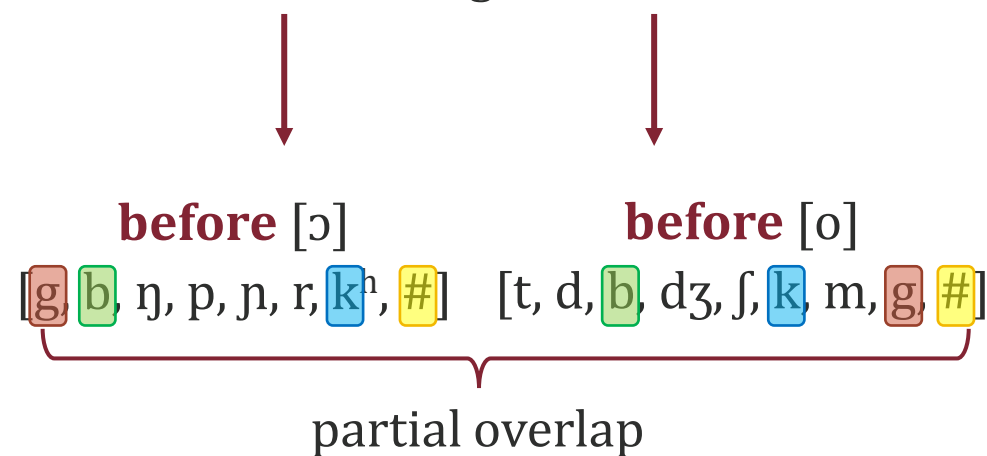 before [ɔ] before [o]
[g, b, ŋ, p, ɲ, r, kʰ, #] [t, d, b, dʒ, ʃ, k, m, g, #]
partial overlap